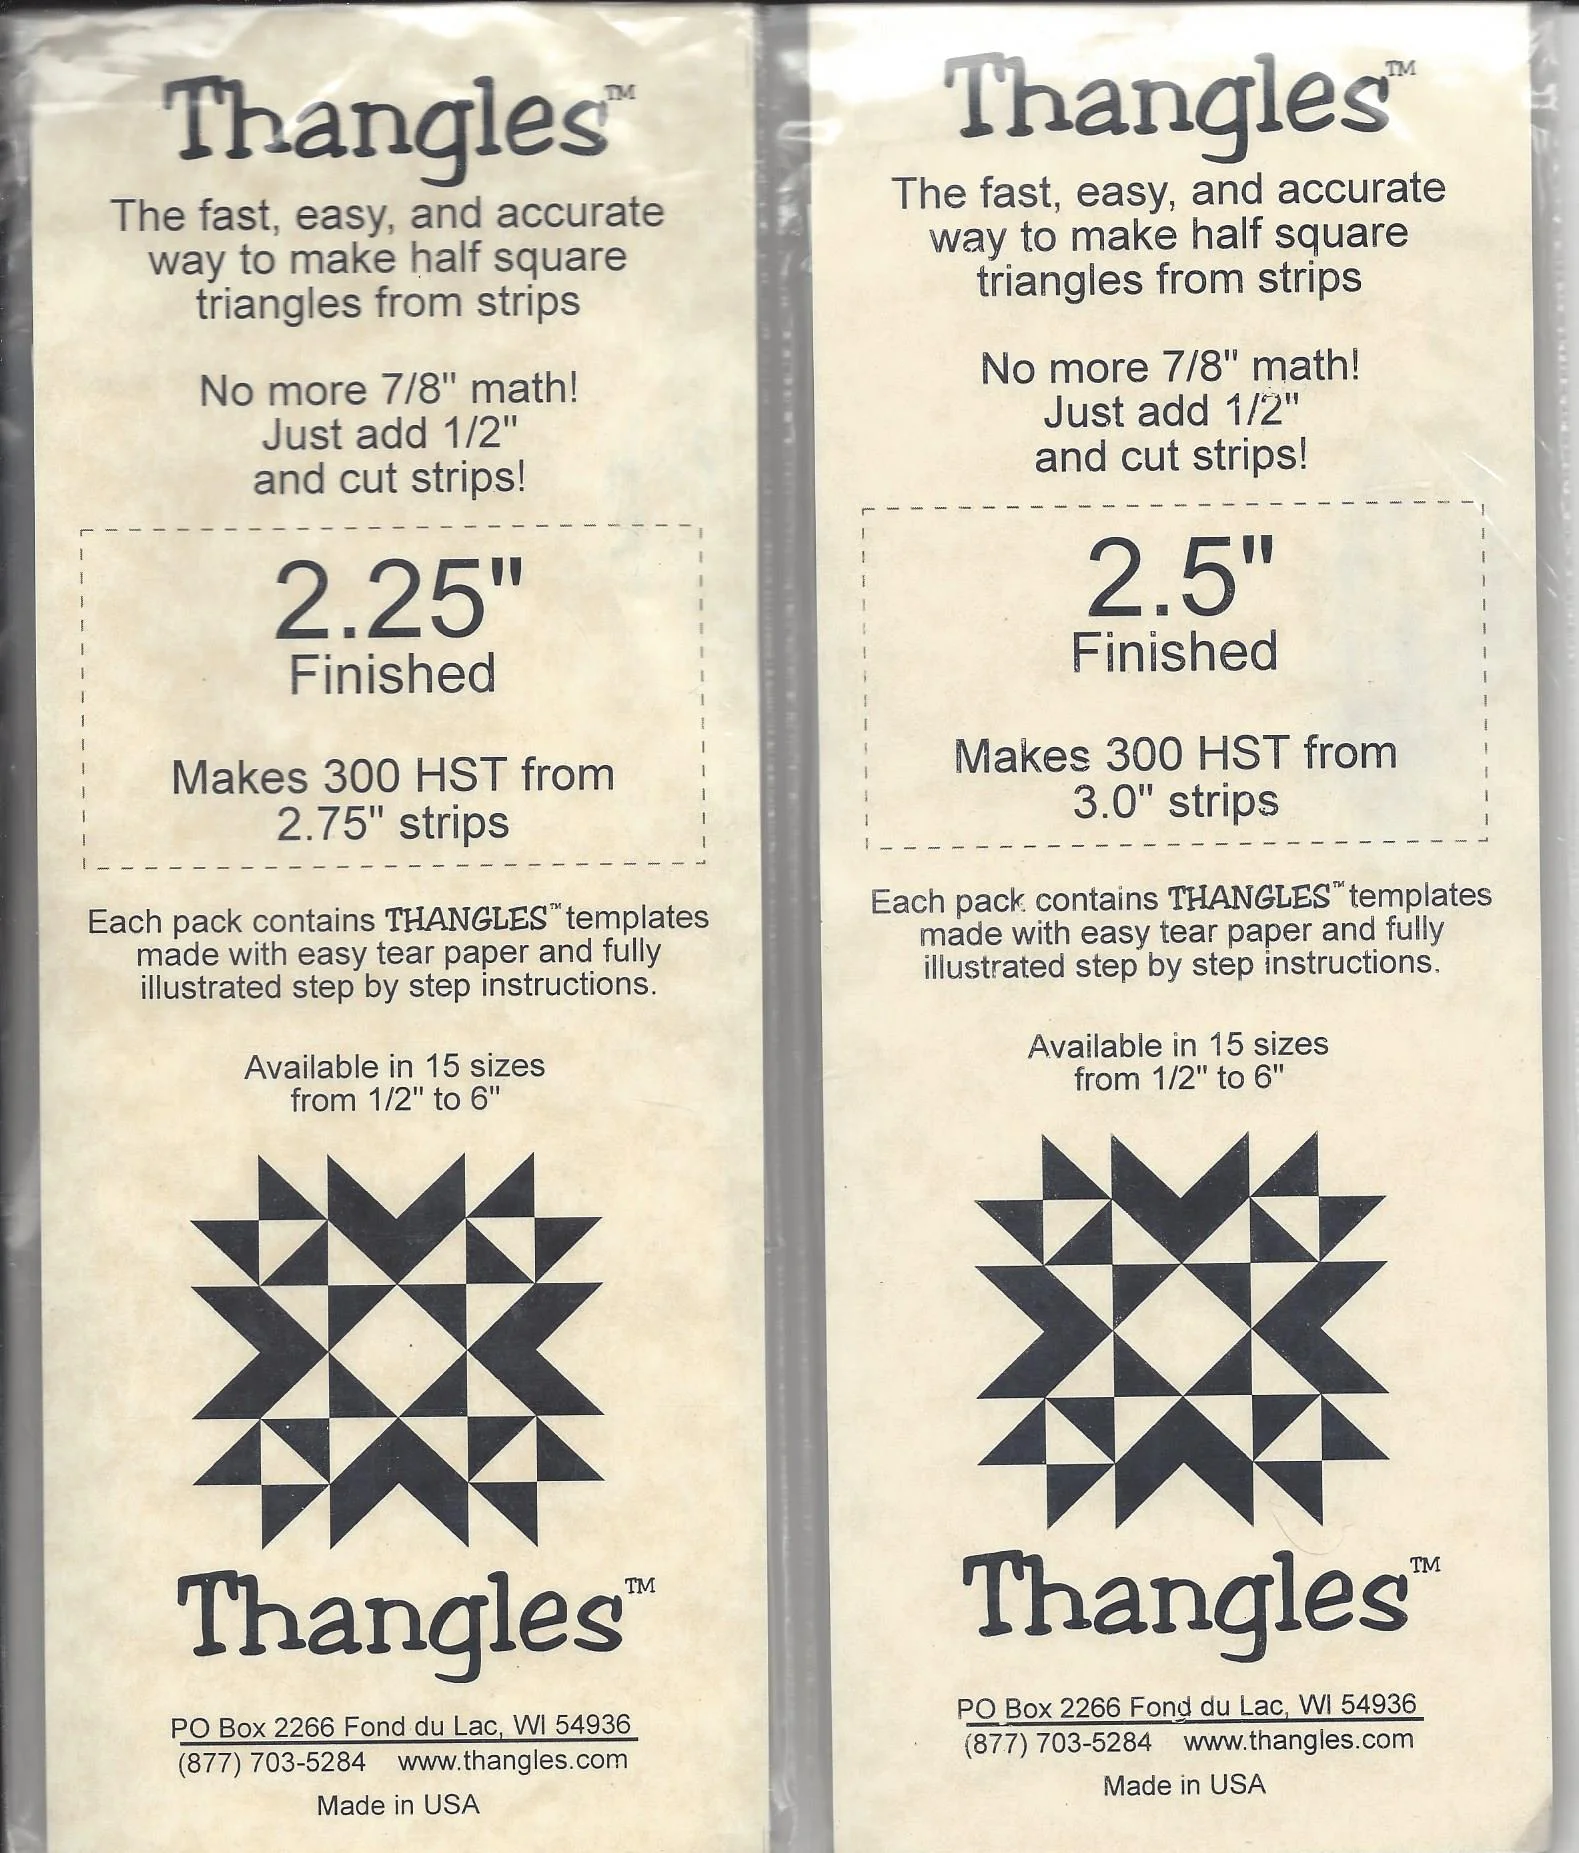 Thangles™
The fast, easy, and accurate
way to make half square
triangles from strips
No more 7/8" math!
Just add 1/2"
and cut strips!
2.25"
Finished
Makes 300 HST from
2.75" strips
Each pack contains THANGLES™ templates
made with easy tear paper and fully
illustrated step by step instructions.
Available in 15 sizes
from 1/2" to 6"
Thangles™
PO Box 2266 Fond du Lac, WI 54936
(877) 703-5284 www.thangles.com
Made in USA
Thangles™
The fast, easy, and accurate
way to make half square
triangles from strips
No more 7/8" math!
Just add 1/2"
and cut strips!
2.5"
Finished
Makes 300 HST from
3.0" strips
Each pack contains THANGLES™ templates
made with easy tear paper and fully
illustrated step by step instructions.
Available in 15 sizes
from 1/2" to 6"
Thangles™
PO Box 2266 Fond du Lac, WI 54936
(877) 703-5284 www.thangles.com
Made in USA